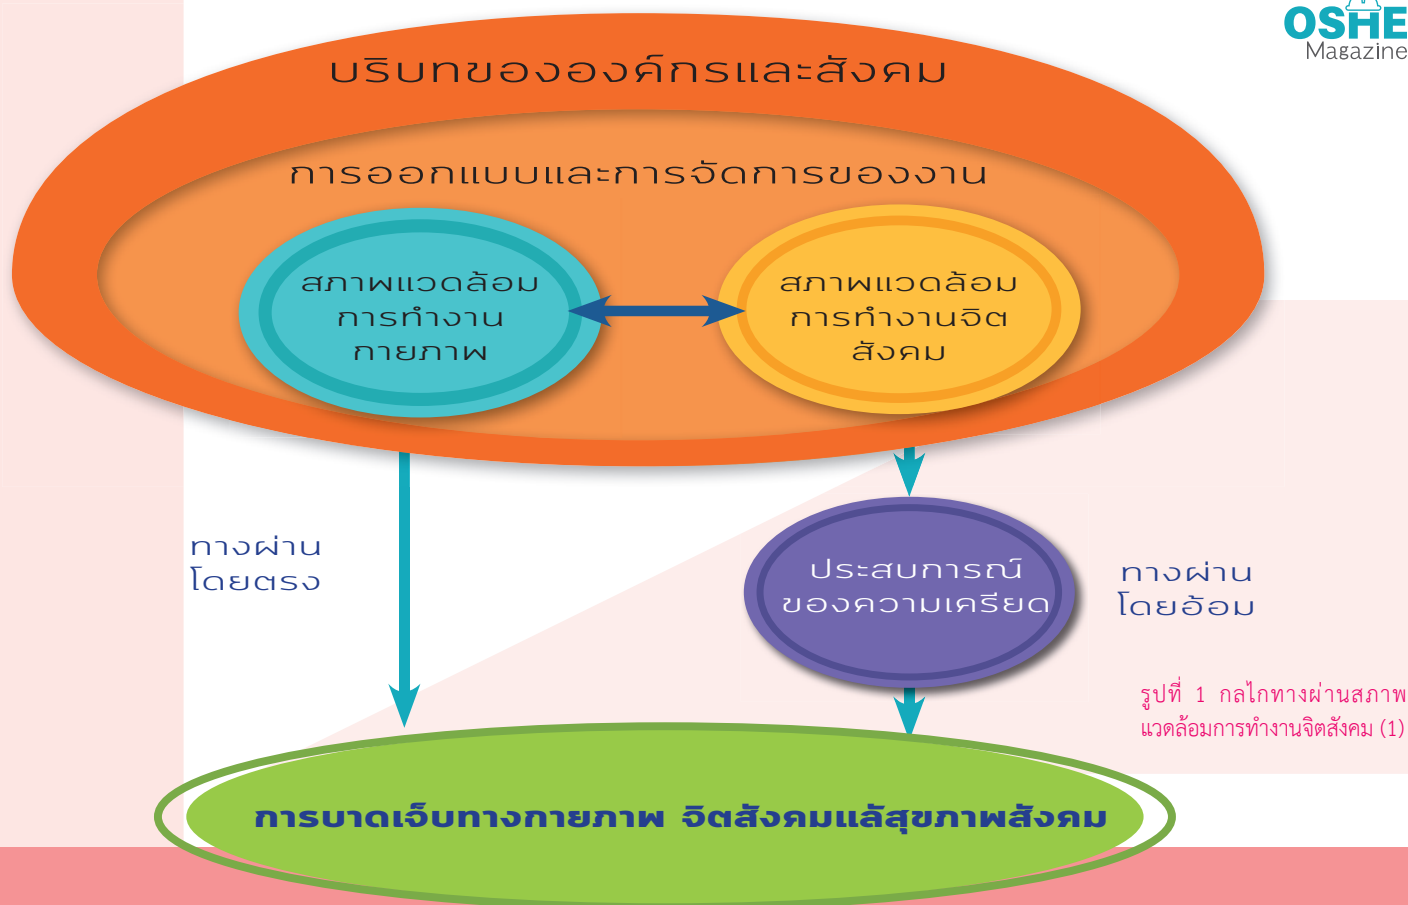 OSHE
Magazine
บริบทขององค์กรและสังคม
การออกแบบและการจัดการของงาน
สภาพแวดล้อม
การทำงาน
กายภาพ
สภาพแวดล้อม
การทำงานจิต
สังคม
ทางผ่าน
โดยตรง
ประสบการณ์
ของความเครียด
ทางผ่าน
โดยอ้อม
รูปที่ 1 กลไกทางผ่านสภาพ
แวดล้อมการทำงานจิตสังคม (1)
การบาดเจ็บทางกายภาพ จิตสังคมแล้สุขภาพสังคม